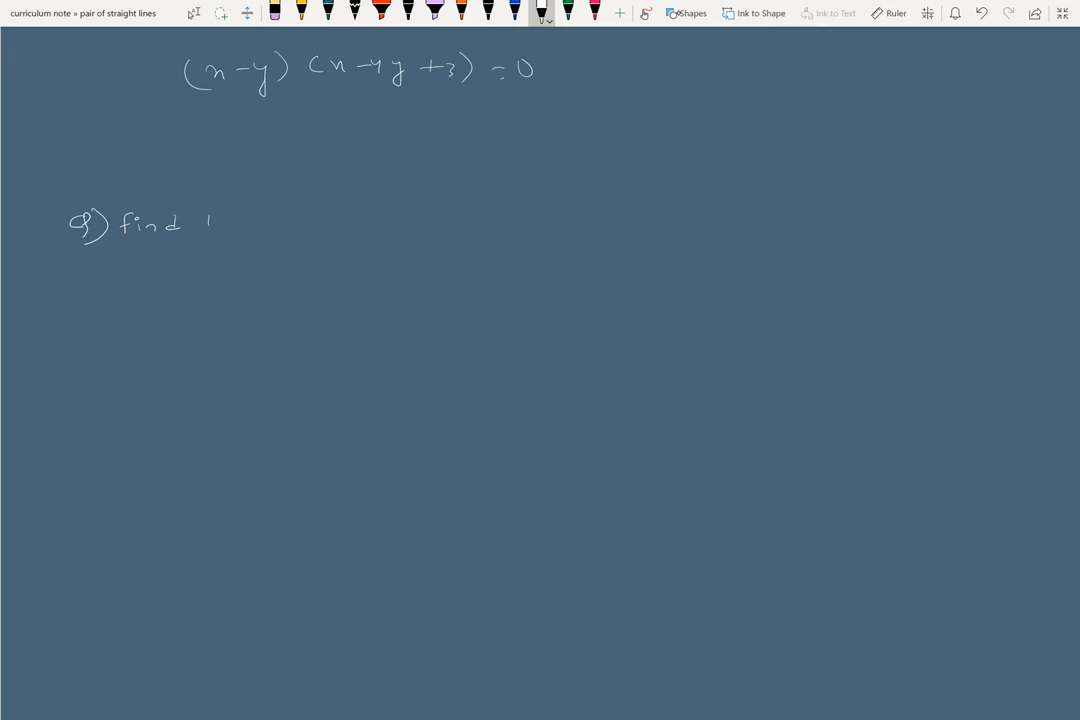 curriculum note » pair of straight lines Shapes Ink to Shape Ink to Text Ruler
(x-y) (x-4y+3) = 0
Q) find